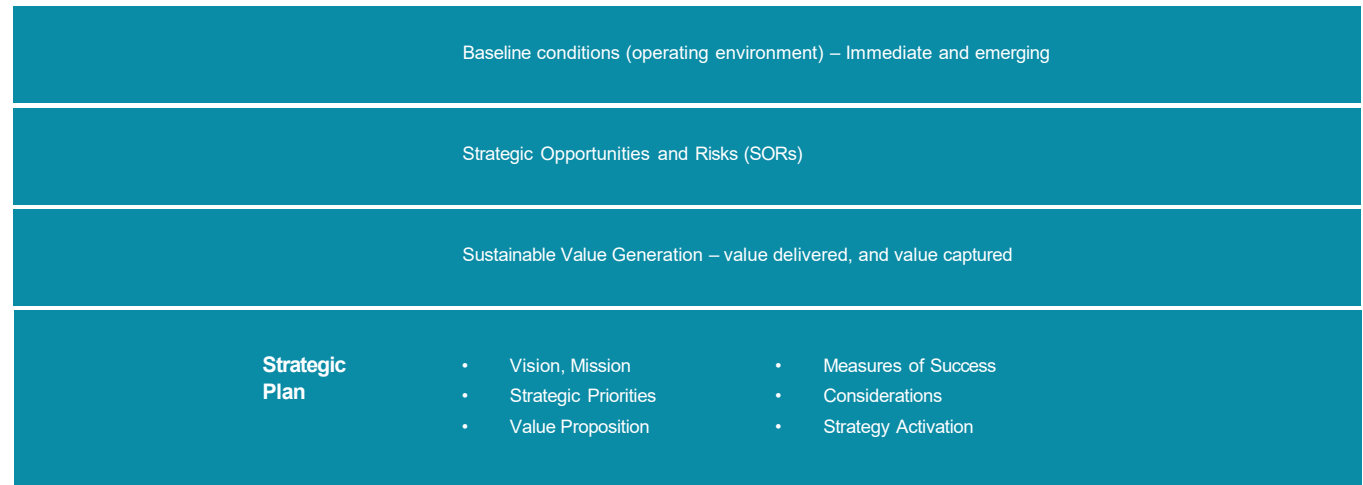 Baseline conditions (operating environment) – Immediate and emerging
Strategic Opportunities and Risks (SORs)
Sustainable Value Generation – value delivered, and value captured
Strategic
Plan
• Vision, Mission
• Strategic Priorities
• Value Proposition
• Measures of Success
• Considerations
• Strategy Activation